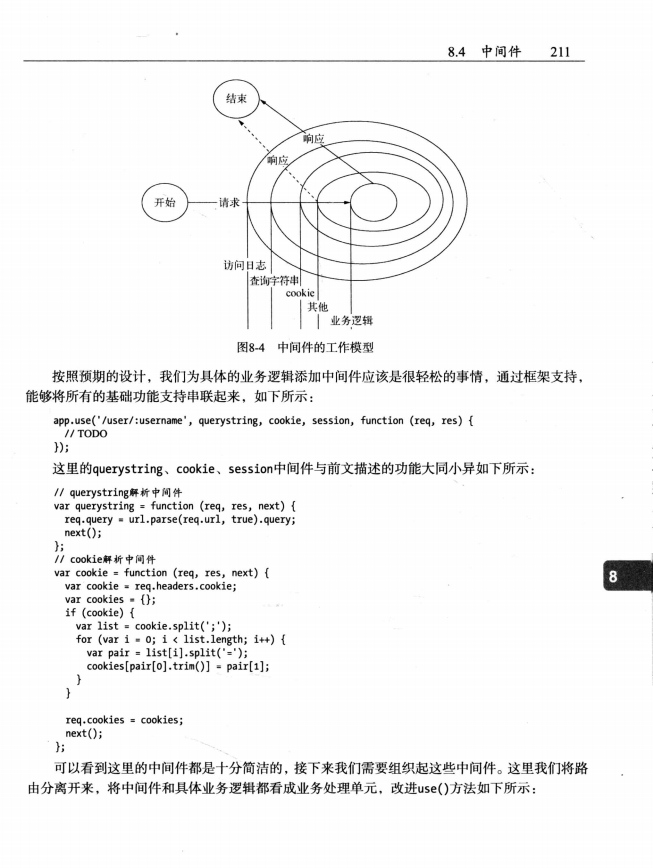 8.4 中间件 211
结束
响应
响应
开始
请求
访问日志
查询字符串
cookie
其他
业务逻辑
图8-4 中间件的工作模型
按照预期的设计，我们为具体的业务逻辑添加中间件应该是很轻松的事情，通过框架支持，
能够将所有的基础功能支持串联起来，如下所示：
app.use('/user/:username', querystring, cookie, session, function (req, res) {
// TODO
});
这里的querystring、cookie、session中间件与前文描述的功能大同小异如下所示：
// querystring解析中间件
var querystring = function (req, res, next) {
req.query = url.parse(req.url, true).query;
next();
};
// cookie解析中间件
var cookie = function (req, res, next) {
var cookie = req.headers.cookie;
var cookies = {};
if (cookie) {
var list = cookie.split(';');
for (var i = 0; i < list.length; i++) {
var pair = list[i].split('=');
cookies[pair[0].trim()] = pair[1];
}
}
req.cookies = cookies;
next();
};
8
可以看到这里的中间件都是十分简洁的，接下来我们需要组织起这些中间件。这里我们将路
由分离开来，将中间件和具体业务逻辑都看成业务处理单元，改进use()方法如下所示：